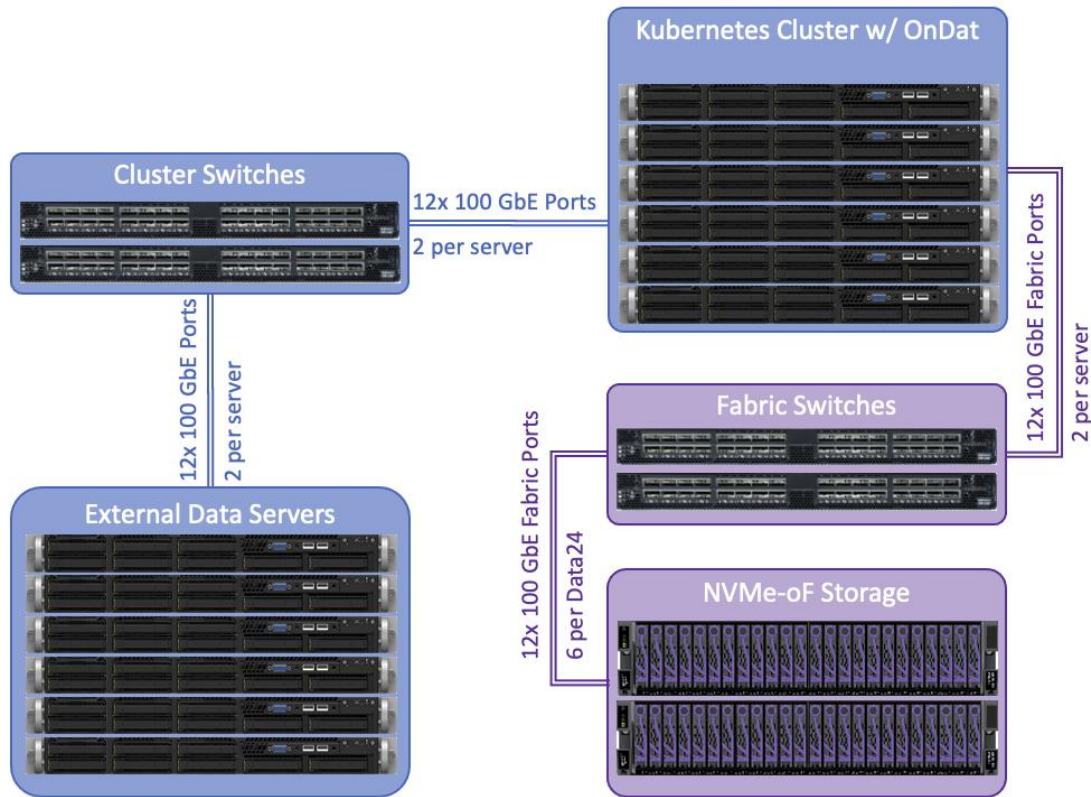 Kubernetes Cluster w/ OnDat
Cluster Switches
12x 100 GbE Ports
2 per server
12x 100 GbE Ports
2 per server
12x 100 GbE Fabric Ports
2 per server
Fabric Switches
12x 100 GbE Fabric Ports
6 per Data24
External Data Servers
NVMe-oF Storage